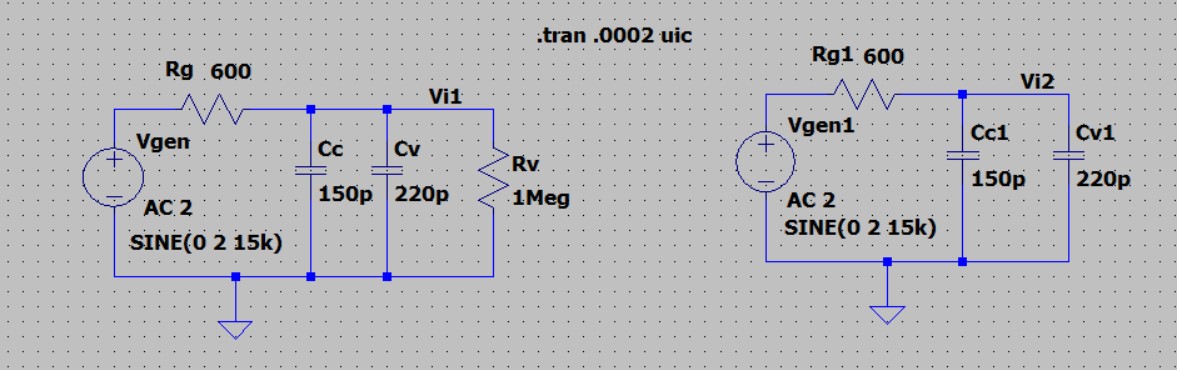 .tran .0002 uic
Rg 600
Vi1
Vgen
Cc
Cv
Rv
150p
220p
1Meg
AC 2
SINE(0 2 15k)
Rg1 600
Vi2
Vgen1
Cc1
Cv1
150p
220p
AC 2
SINE(0 2 15k)